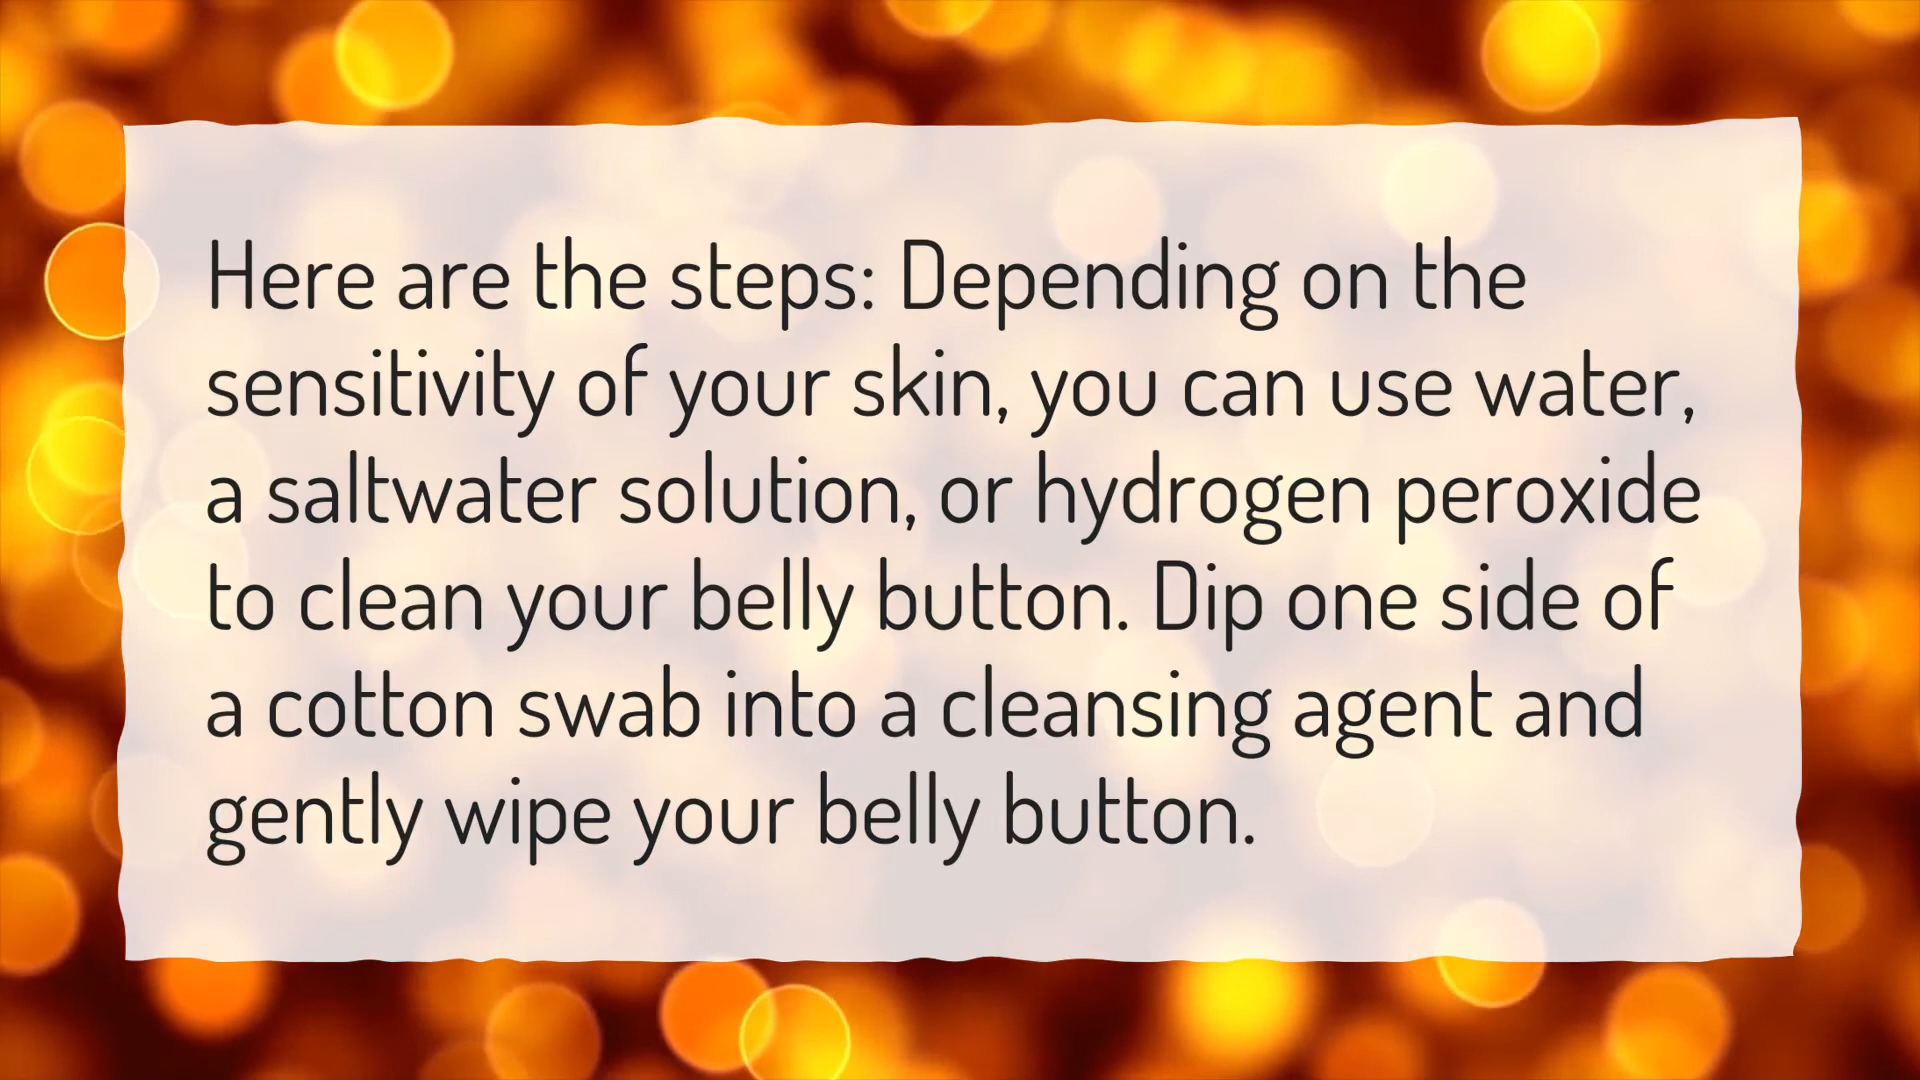 Here are the steps: Depending on the
sensitivity of your skin, you can use water,
a saltwater solution, or hydrogen peroxide
to clean your belly button. Dip one side of
a cotton swab into a cleansing agent and
gently wipe your belly button.